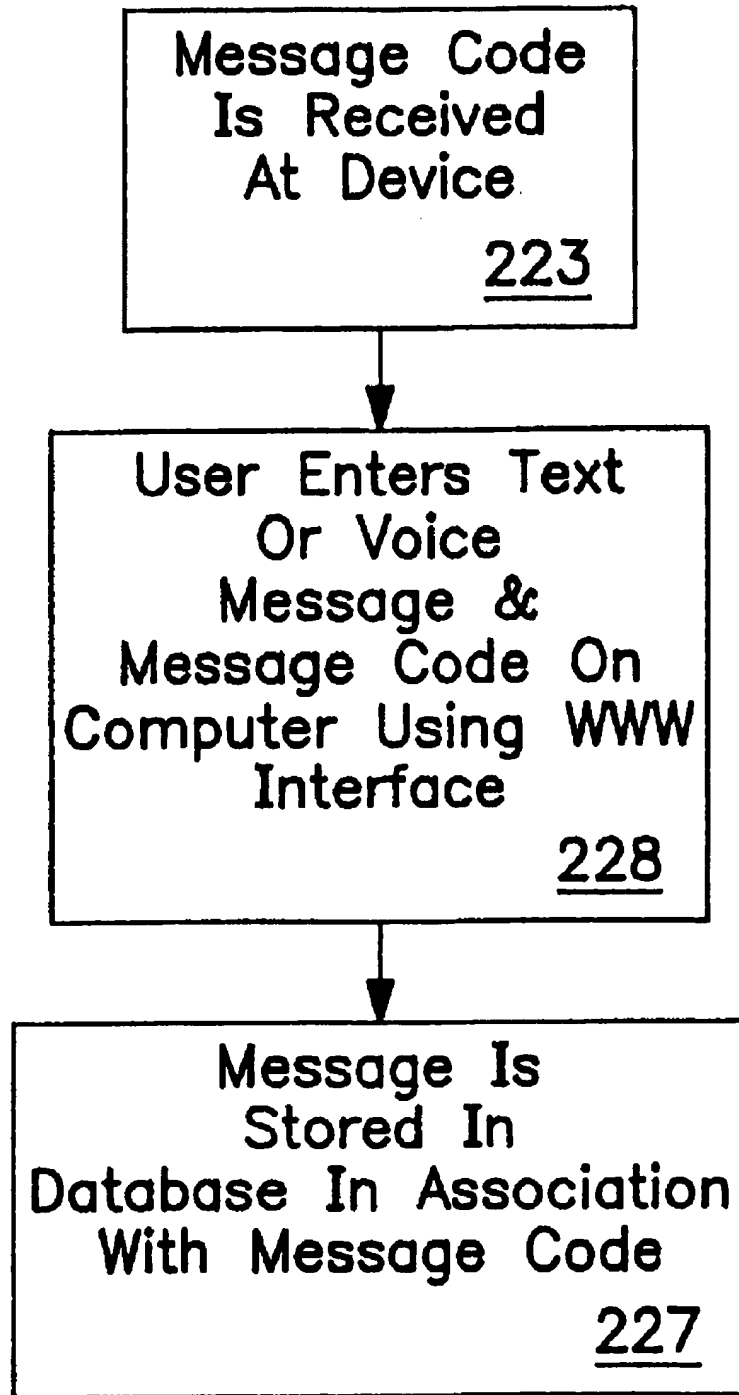 Message Code
Is Received
At Device
223
User Enters Text
Or Voice
Message &
Message Code On
Computer Using WWW
Interface
228
Message Is
Stored In
Database In Association
With Message Code
227